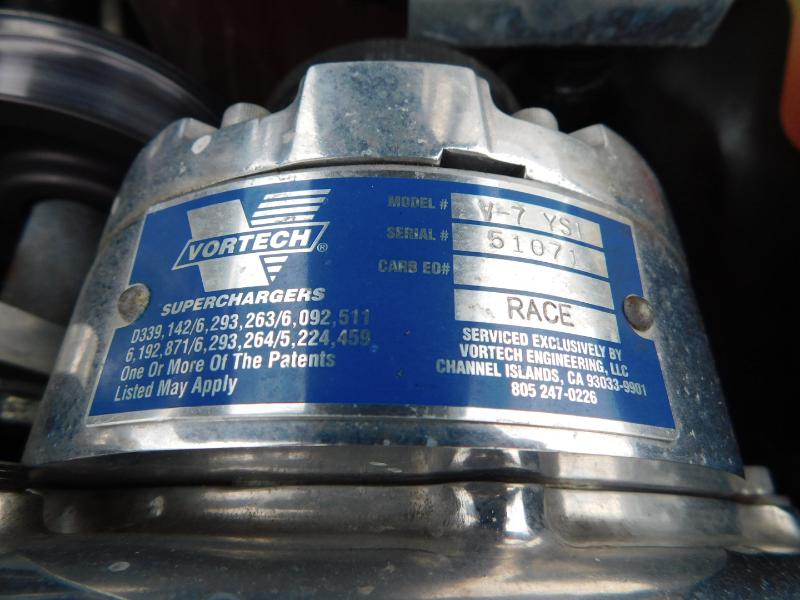 VORTECH®
SUPERCHARGERS
D339,142/6,293,263/6,092,511
6,192,871/6,293,264/5,224,459
One or More Of The Patents
Listed May Apply
MODEL # V-7 YSI
SERIAL # 51071
CARB EO#
RACE
SERVICED EXCLUSIVELY BY
VORTECH ENGINEERING, LLC
CHANNEL ISLANDS, CA 93033-9901
805 247-0226